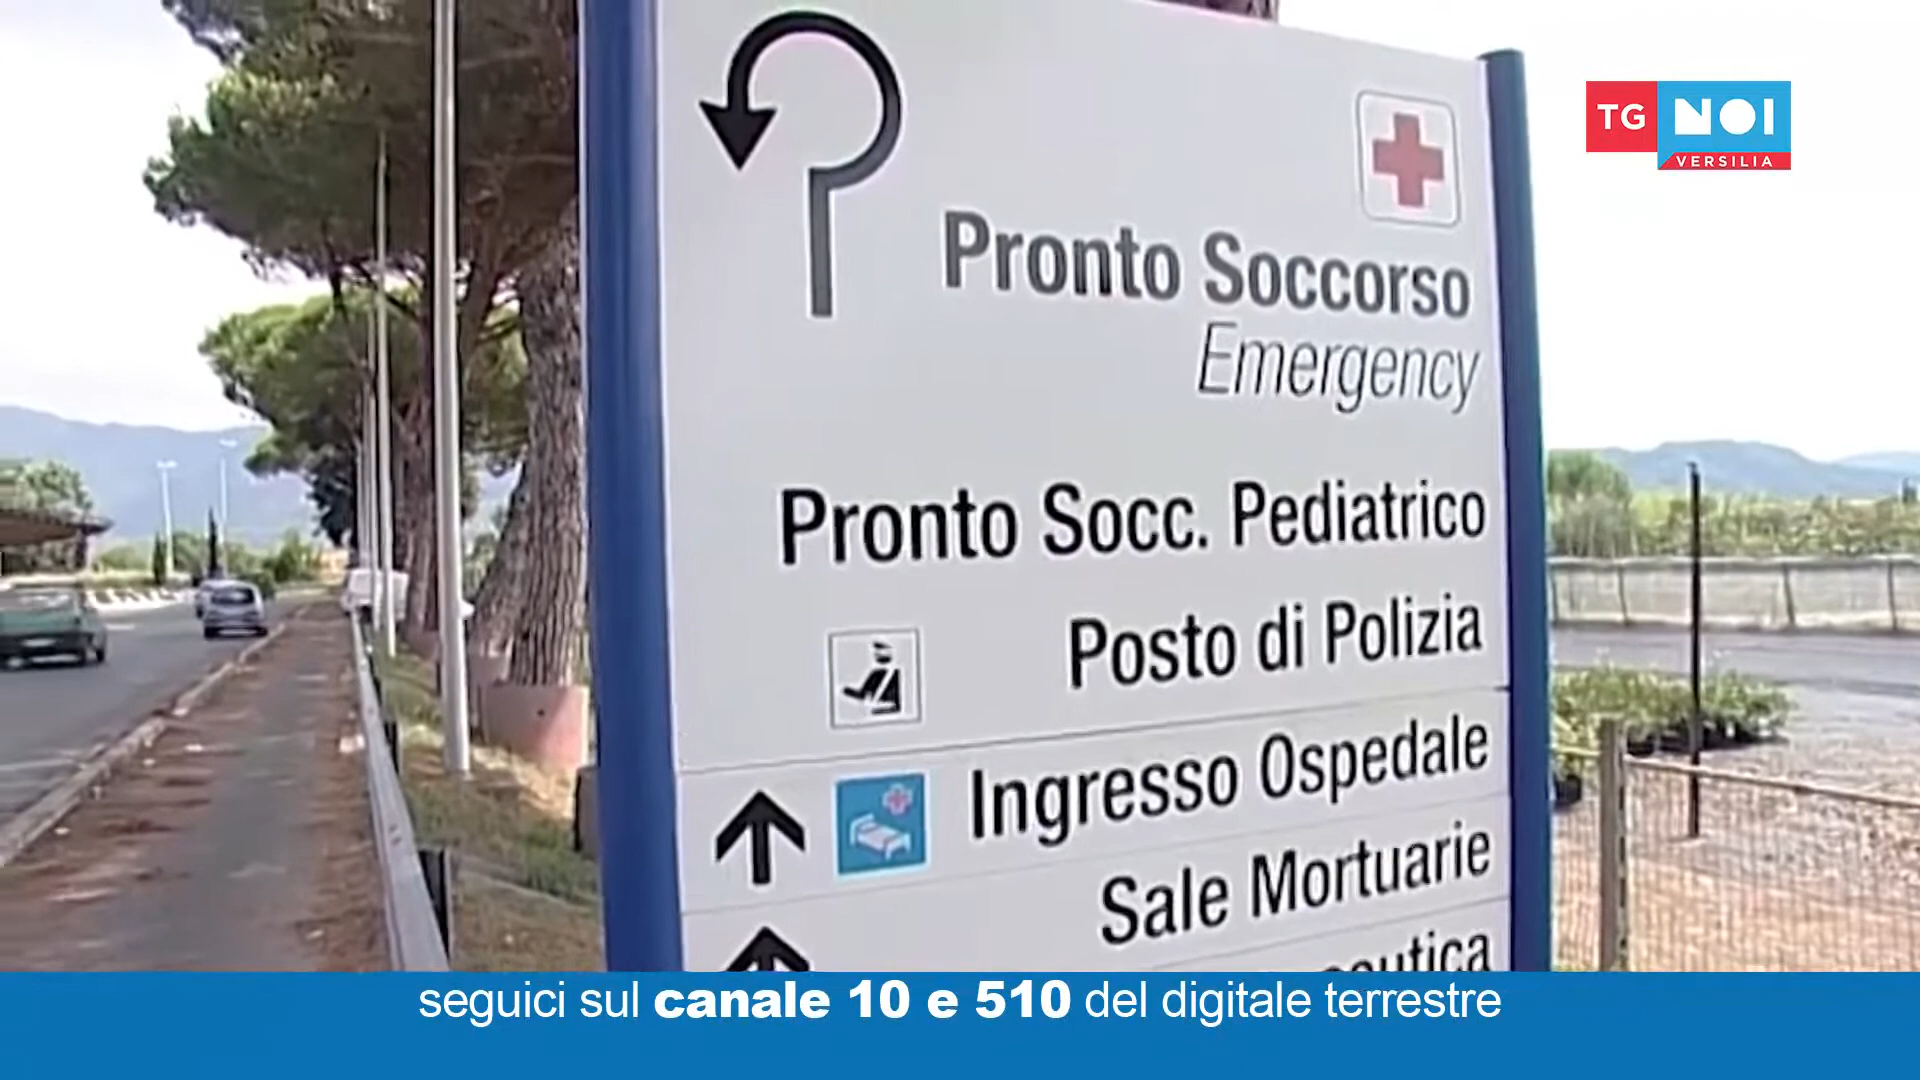 TG NOI
VERSILIA
Pronto Soccorso
Emergency
Pronto Socc. Pediatrico
Posto di Polizia
Ingresso Ospedale
Sale Mortuarie
seguici sul canale 10 e 510 del digitale terrestre